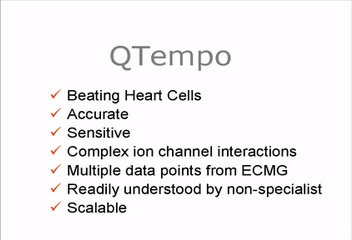 QTempo
Beating Heart Cells
Accurate
Sensitive
Complex ion channel interactions
Multiple data points from ECMG
Readily understood by non-specialist
Scalable